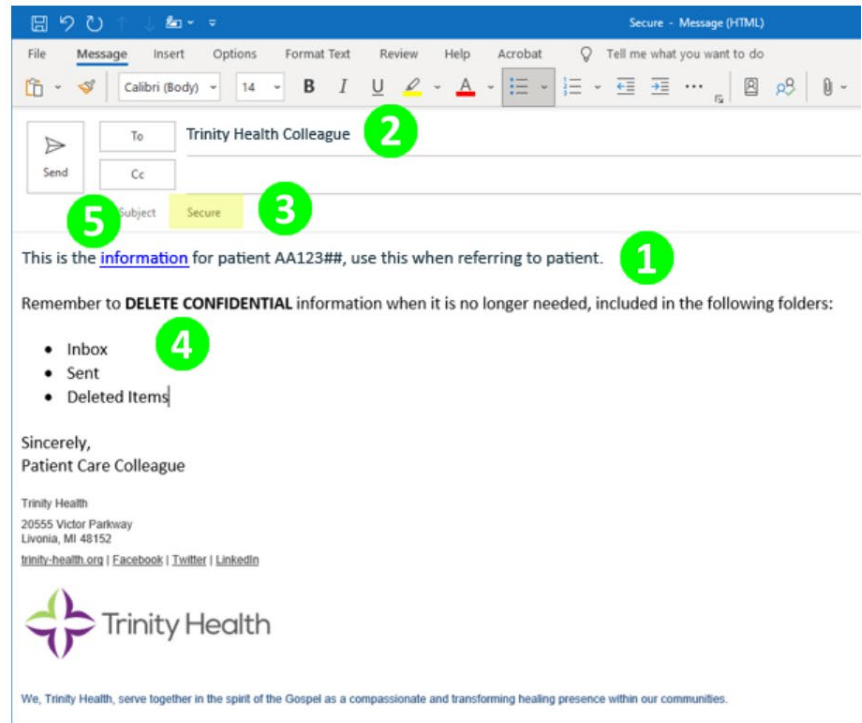 Secure - Message (HTML)
File Message Insert Options Format Text Review Help Acrobat Tell me what you want to do
Calibri (Body) 14 B I U A
To Trinity Health Colleague 2
Send Cc
5 Subject Secure 3
This is the information for patient AA123##, use this when referring to patient. 1
Remember to DELETE CONFIDENTIAL information when it is no longer needed, included in the following folders:
• Inbox 4
• Sent
• Deleted Items
Sincerely,
Patient Care Colleague
Trinity Health
20555 Victor Parkway
Livonia, MI 48152
trinity-health.org | Facebook | Twitter | LinkedIn
Trinity Health
We, Trinity Health, serve together in the spirit of the Gospel as a compassionate and transforming healing presence within our communities.